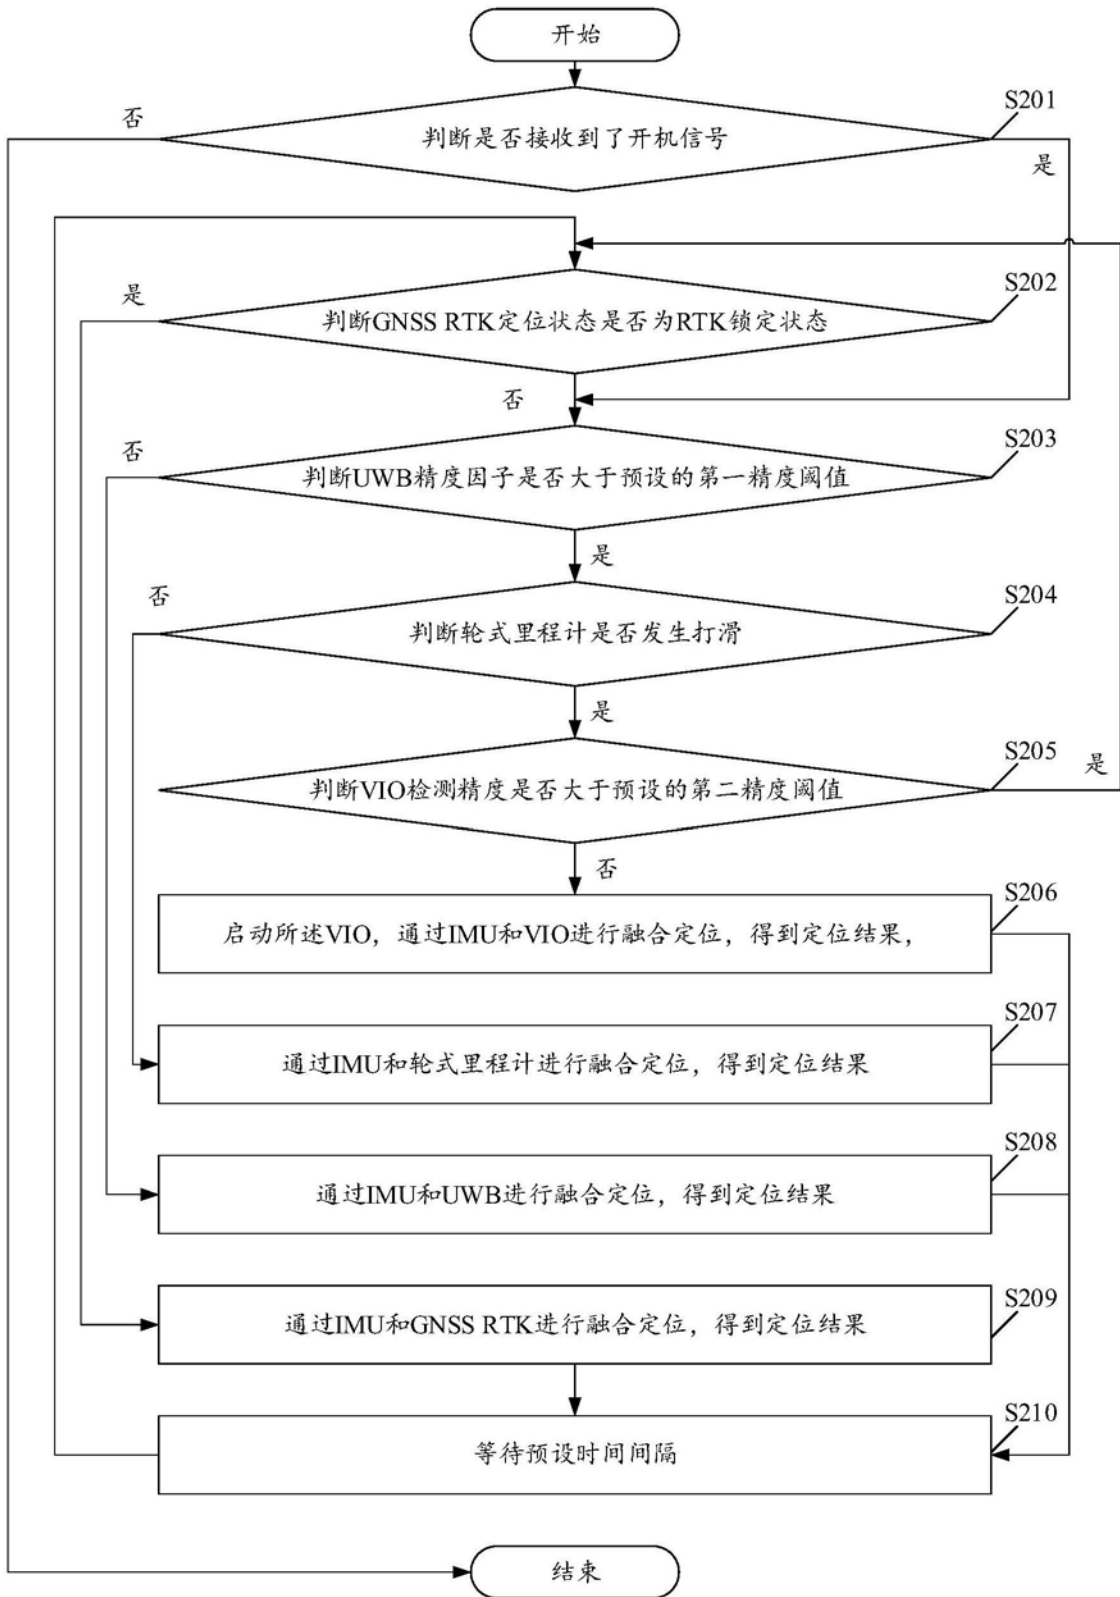 开始
S201
否
判断是否接收到了开机信号
是
S202
是
判断GNSS RTK定位状态是否为RTK锁定状态
否
S203
否
判断UWB精度因子是否大于预设的第一精度阈值
是
S204
否
判断轮式里程计是否发生打滑
是
S205
判断VIO检测精度是否大于预设的第二精度阈值
是
否
S206
启动所述VIO，通过IMU和VIO进行融合定位，得到定位结果，
S207
通过IMU和轮式里程计进行融合定位，得到定位结果
S208
通过IMU和UWB进行融合定位，得到定位结果
S209
通过IMU和GNSS RTK进行融合定位，得到定位结果
S210
等待预设时间间隔
结束